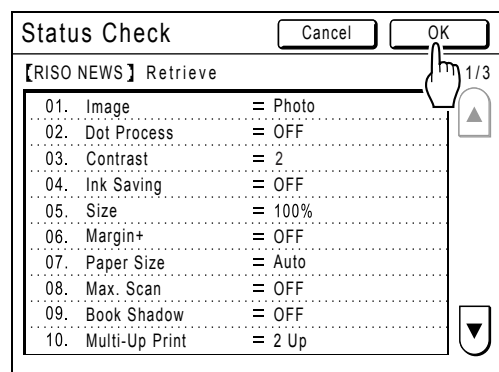 Status Check Cancel OK
【RISO NEWS】 Retrieve 1/3
01. Image = Photo
02. Dot Process = OFF
03. Contrast = 2
04. Ink Saving = OFF
05. Size = 100%
06. Margin+ = OFF
07. Paper Size = Auto
08. Max. Scan = OFF
09. Book Shadow = OFF
10. Multi-Up Print = 2 Up